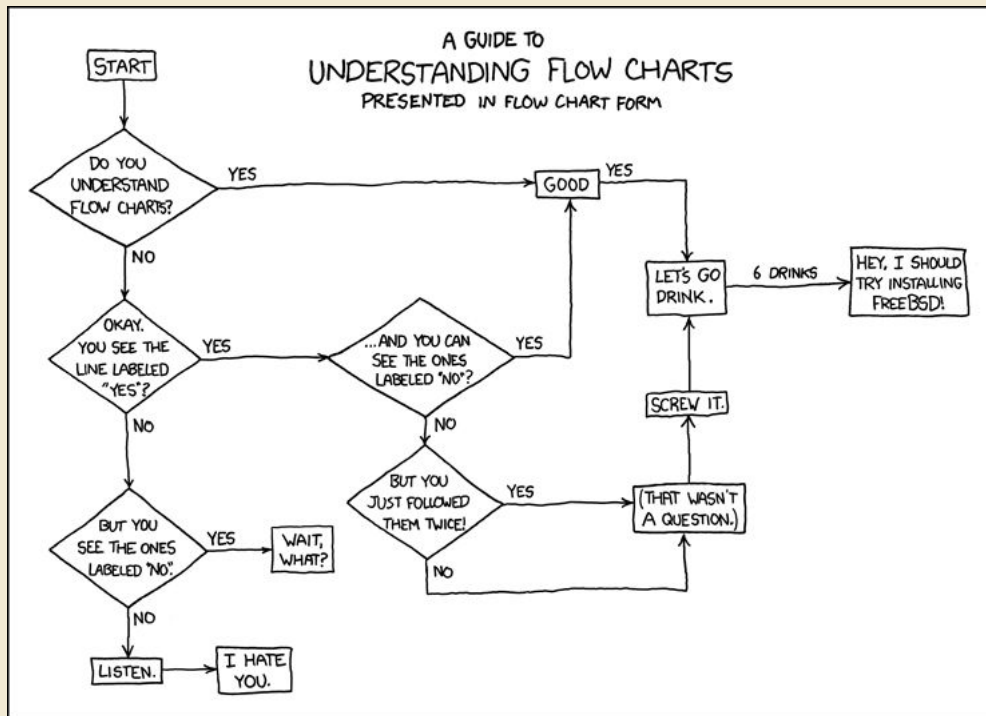 A GUIDE TO
UNDERSTANDING FLOW CHARTS
PRESENTED IN FLOW CHART FORM
START
DO YOU
UNDERSTAND
FLOW CHARTS?
YES
GOOD
YES
NO
LET'S GO
DRINK.
6 DRINKS
HEY, I SHOULD
TRY INSTALLING
FREEBSD!
OKAY.
YOU SEE THE
LINE LABELED
"YES"?
YES
...AND YOU CAN
SEE THE ONES
LABELED "NO"?
YES
SCREW IT.
NO
NO
BUT YOU
JUST FOLLOWED
THEM TWICE!
YES
(THAT WASN'T
A QUESTION.)
NO
BUT YOU
SEE THE ONES
LABELED "NO".
YES
WAIT,
WHAT?
NO
LISTEN.
I HATE
YOU.